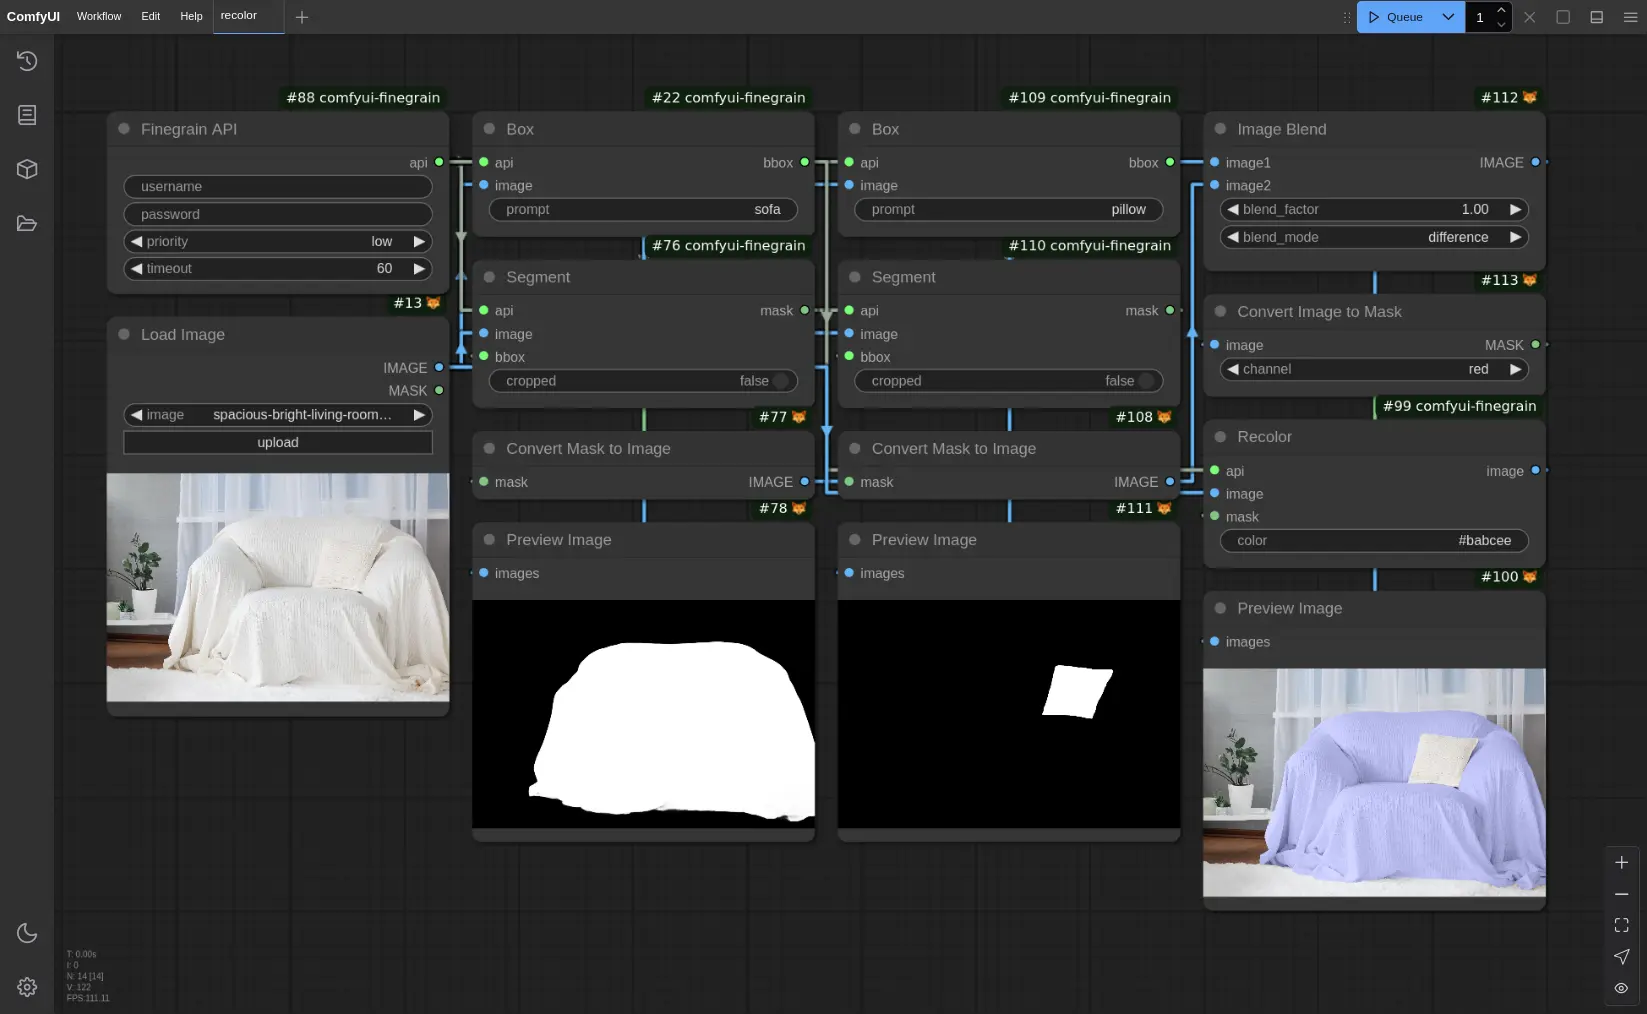 ComfyUI Workflow Edit Help recolor
Queue 1
#88 comfyui-finegrain
Finegrain API
api
username
password
priority low
timeout 60
#13
Load Image
IMAGE
MASK
image spacious-bright-living-room...
upload
#22 comfyui-finegrain
Box
api bbox
image
prompt sofa
#76 comfyui-finegrain
Segment
api mask
image
bbox
cropped false
#77
Convert Mask to Image
mask IMAGE
#78
Preview Image
images
#109 comfyui-finegrain
Box
api bbox
image
prompt pillow
#110 comfyui-finegrain
Segment
api mask
image
bbox
cropped false
#108
Convert Mask to Image
mask IMAGE
#111
Preview Image
images
#112
Image Blend
image1 IMAGE
image2
blend_factor 1.00
blend_mode difference
#113
Convert Image to Mask
image MASK
channel red
#99 comfyui-finegrain
Recolor
api image
image
mask
color #babcee
#100
Preview Image
images
T: 0.00s
I: 0
N: 14 [14]
V: 122
FPS:111.11